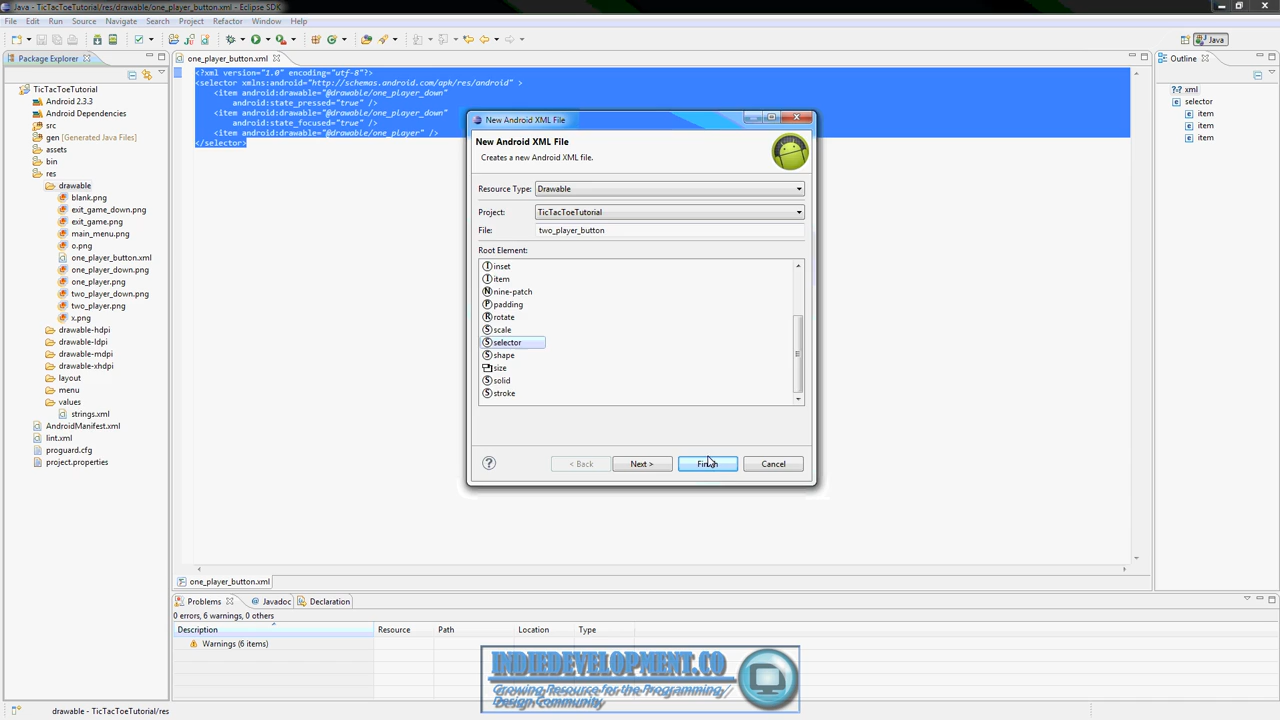 Java - TicTacToeTutorial/res/drawable/one_player_button.xml - Eclipse SDK
File Edit Run Source Navigate Search Project Refactor Window Help
Java
Package Explorer
one_player_button.xml
Outline
TicTacToeTutorial
Android 2.3.3
Android Dependencies
src
gen [Generated Java Files]
assets
bin
res
drawable
blank.png
exit_game_down.png
exit_game.png
main_menu.png
o.png
one_player_button.xml
one_player_down.png
one_player.png
two_player_down.png
two_player.png
x.png
drawable-hdpi
drawable-ldpi
drawable-mdpi
drawable-xhdpi
layout
menu
values
strings.xml
AndroidManifest.xml
lint.xml
proguard.cfg
project.properties
<?xml version="1.0" encoding="utf-8"?>
<selector xmlns:android="http://schemas.android.com/apk/res/android" >
<item android:drawable="@drawable/one_player_down"
android:state_pressed="true" />
<item android:drawable="@drawable/one_player_down"
android:state_focused="true" />
<item android:drawable="@drawable/one_player" />
</selector>
New Android XML File
New Android XML File
Creates a new Android XML file.
Resource Type: Drawable
Project: TicTacToeTutorial
File: two_player_button
Root Element:
inset
item
nine-patch
padding
rotate
scale
selector
shape
size
solid
stroke
< Back Next > Finish Cancel
xml
selector
item
item
item
one_player_button.xml
Problems Javadoc Declaration
0 errors, 6 warnings, 0 others
Description Resource Path Location Type
Warnings (6 items)
INDIEDEVELOPMENT.CO
Growing Resource for the Programming/
Design Community
drawable - TicTacToeTutorial/res